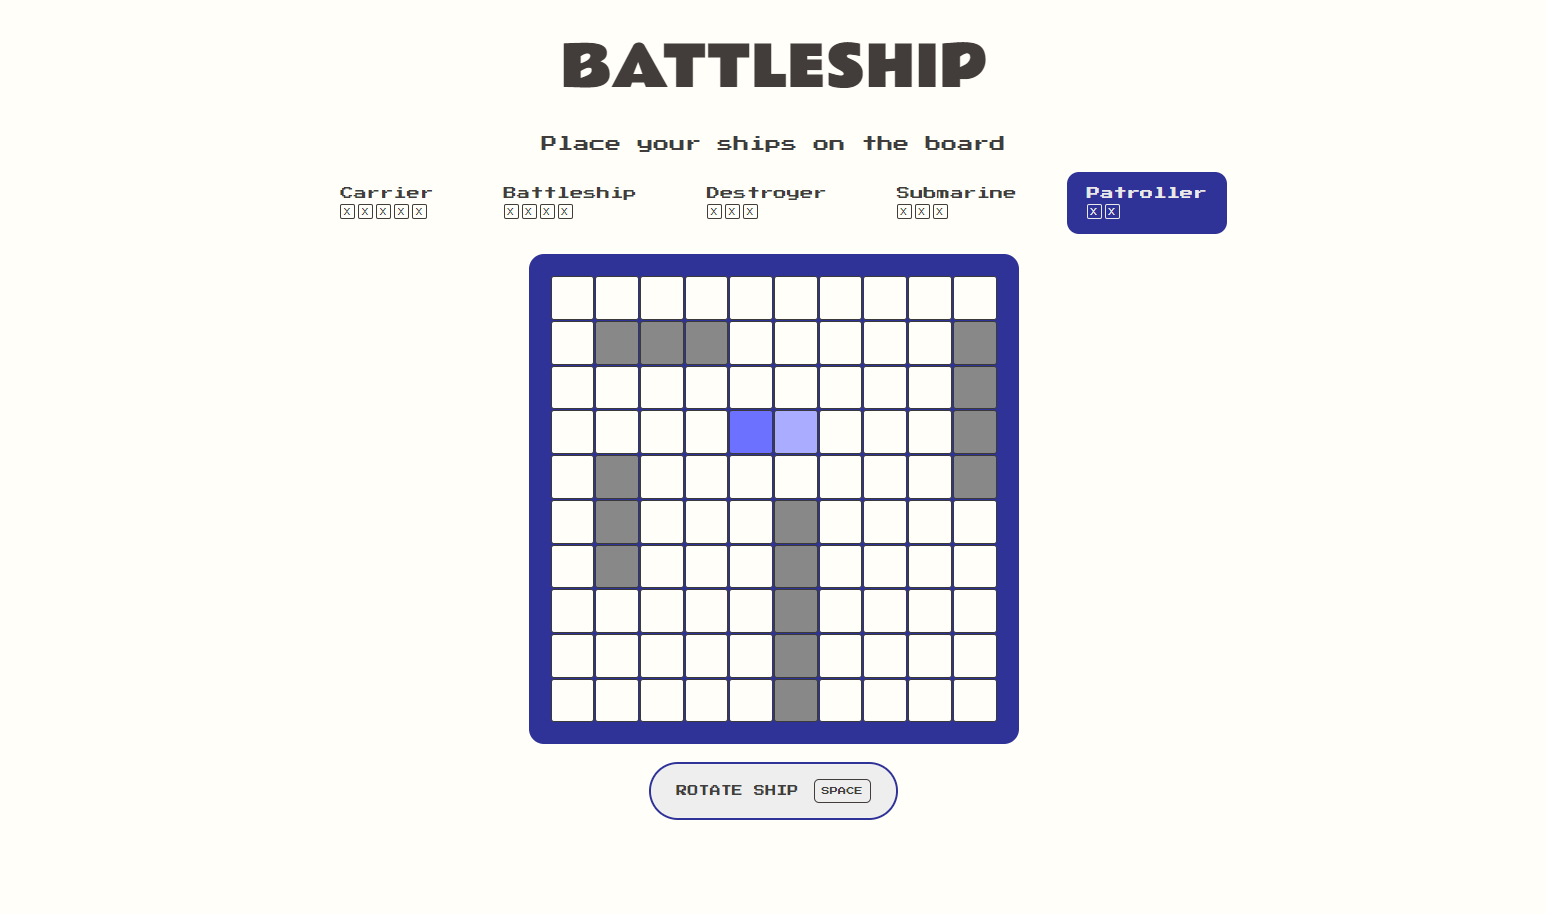 BATTLESHIP
Place your ships on the board
Carrier Battleship Destroyer Submarine Patroller
X X X X X X X X X X X X X X X X X
ROTATE SHIP SPACE